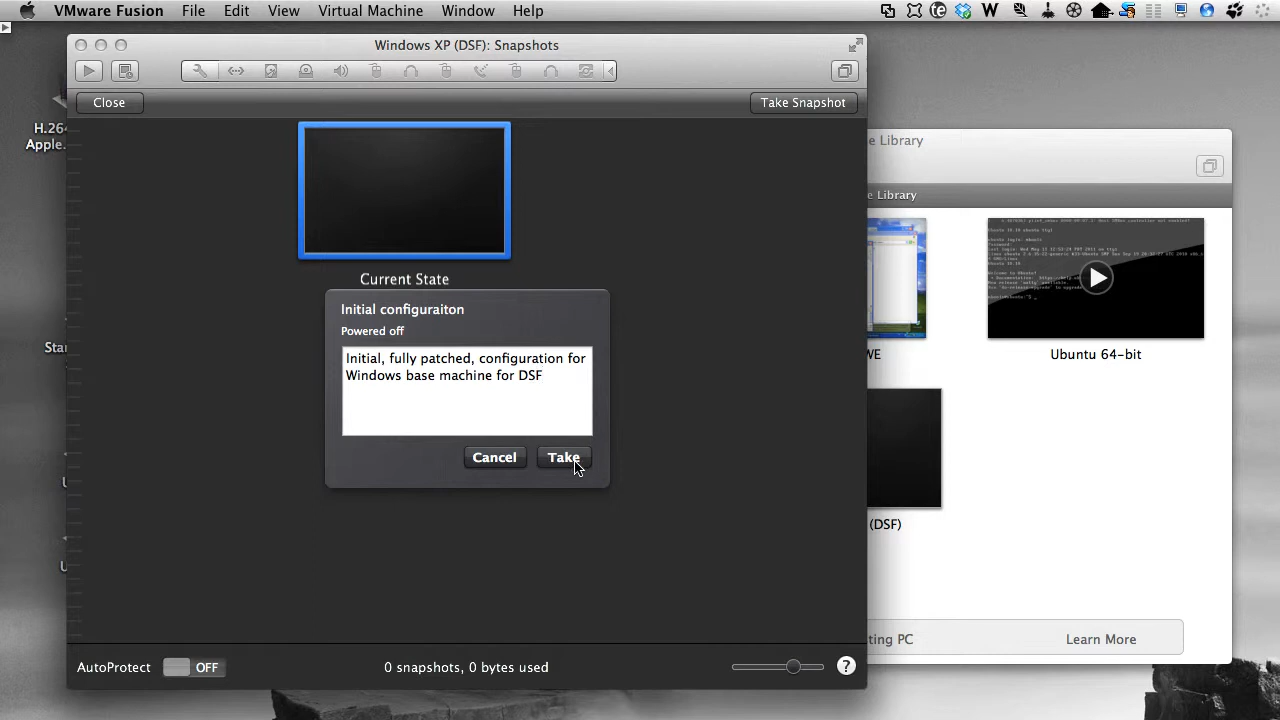 VMware Fusion File Edit View Virtual Machine Window Help
Windows XP (DSF): Snapshots
Close
Take Snapshot
H.264
Apple.
e Library
e Library
Current State
Initial configuraiton
Powered off
Initial, fully patched, configuration for
Windows base machine for DSF
Cancel
Take
Star
WE
Ubuntu 64-bit
(DSF)
ting PC
Learn More
AutoProtect
OFF
0 snapshots, 0 bytes used
?